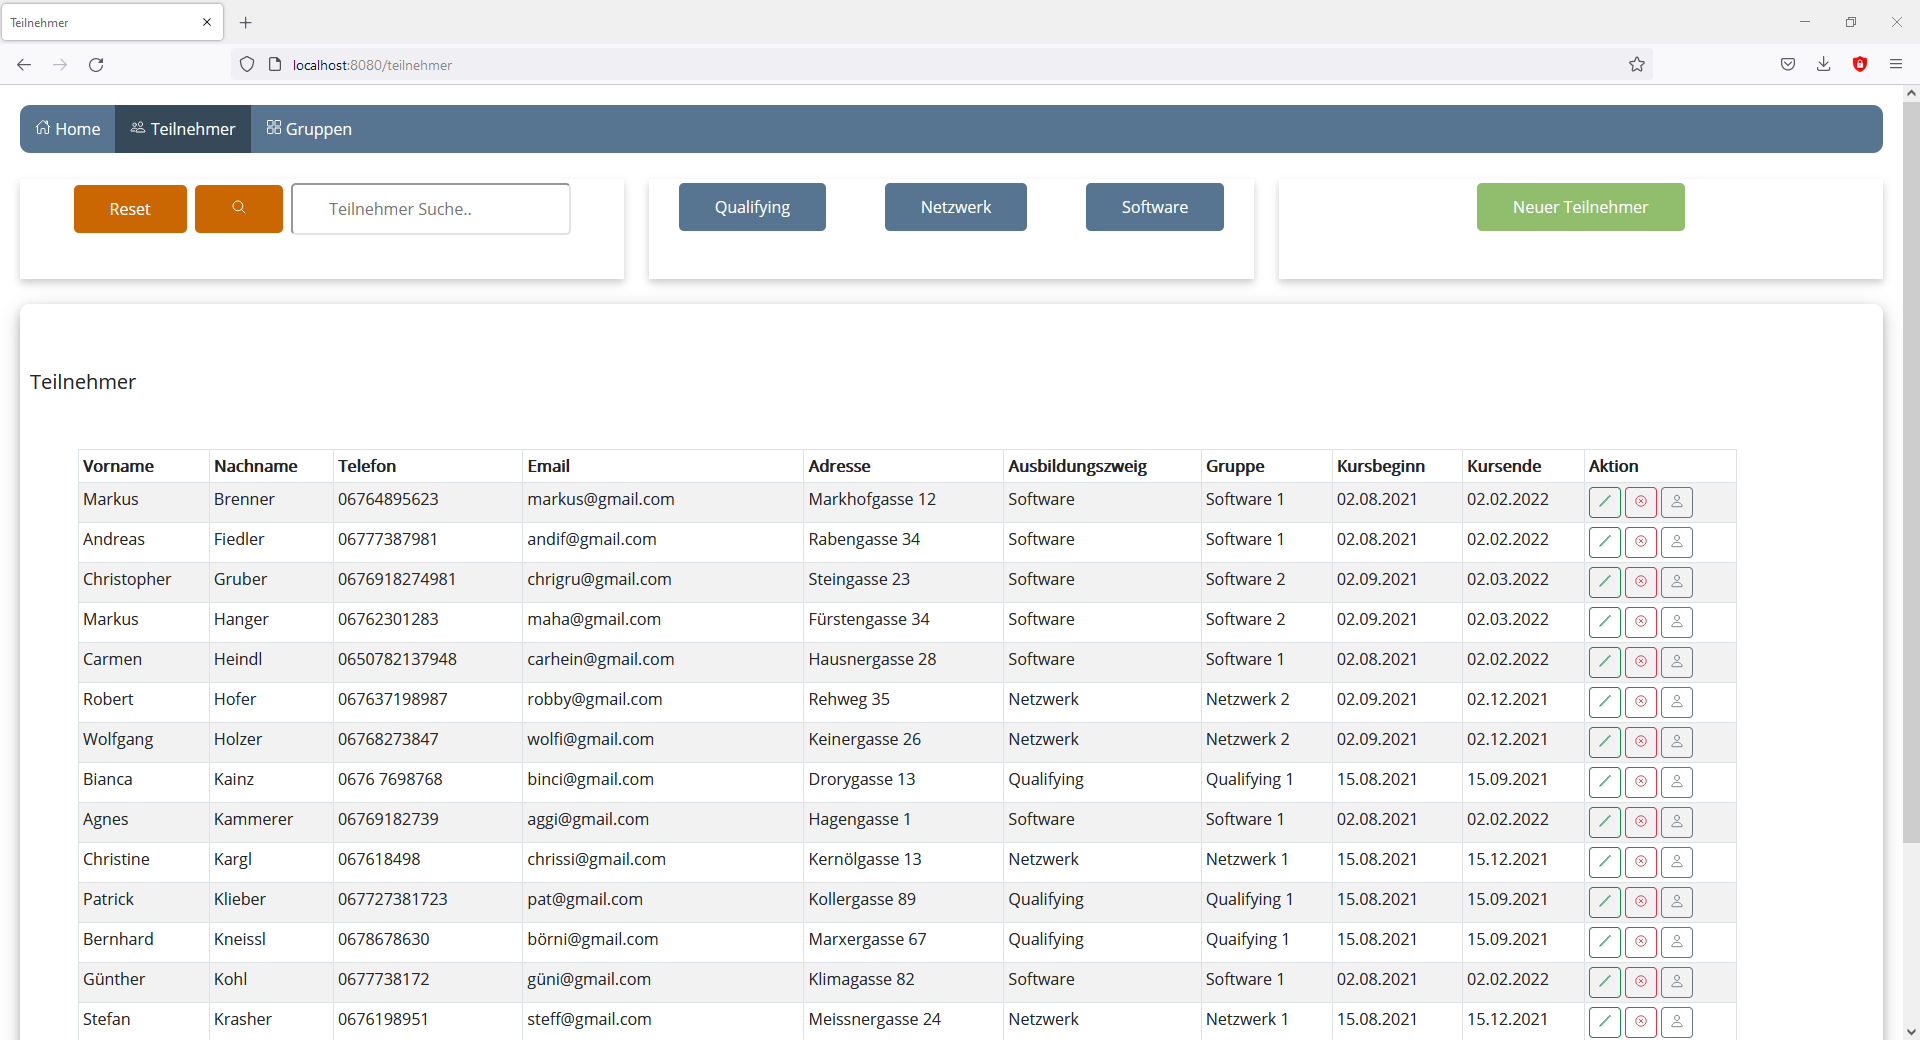 Teilnehmer
localhost:8080/teilnehmer
Home Teilnehmer Gruppen
Reset Teilnehmer Suche.. Qualifying Netzwerk Software Neuer Teilnehmer
Teilnehmer
Vorname Nachname Telefon Email Adresse Ausbildungszweig Gruppe Kursbeginn Kursende Aktion
Markus Brenner 06764895623 markus@gmail.com Markhofgasse 12 Software Software 1 02.08.2021 02.02.2022
Andreas Fiedler 06777387981 andif@gmail.com Rabengasse 34 Software Software 1 02.08.2021 02.02.2022
Christopher Gruber 0676918274981 chrigru@gmail.com Steingasse 23 Software Software 2 02.09.2021 02.03.2022
Markus Hanger 06762301283 maha@gmail.com Fürstengasse 34 Software Software 2 02.09.2021 02.03.2022
Carmen Heindl 0650782137948 carhein@gmail.com Hausnergasse 28 Software Software 1 02.08.2021 02.02.2022
Robert Hofer 067637198987 robby@gmail.com Rehweg 35 Netzwerk Netzwerk 2 02.09.2021 02.12.2021
Wolfgang Holzer 06768273847 wolfi@gmail.com Keinergasse 26 Netzwerk Netzwerk 2 02.09.2021 02.12.2021
Bianca Kainz 0676 7698768 binci@gmail.com Drorygasse 13 Qualifying Qualifying 1 15.08.2021 15.09.2021
Agnes Kammerer 06769182739 aggi@gmail.com Hagengasse 1 Software Software 1 02.08.2021 02.02.2022
Christine Kargl 067618498 chrissi@gmail.com Kernölgasse 13 Netzwerk Netzwerk 1 15.08.2021 15.12.2021
Patrick Klieber 067727381723 pat@gmail.com Kollergasse 89 Qualifying Qualifying 1 15.08.2021 15.09.2021
Bernhard Kneissl 0678678630 börni@gmail.com Marxergasse 67 Qualifying Quaifying 1 15.08.2021 15.09.2021
Günther Kohl 0677738172 güni@gmail.com Klimagasse 82 Software Software 1 02.08.2021 02.02.2022
Stefan Krasher 0676198951 steff@gmail.com Meissnergasse 24 Netzwerk Netzwerk 1 15.08.2021 15.12.2021